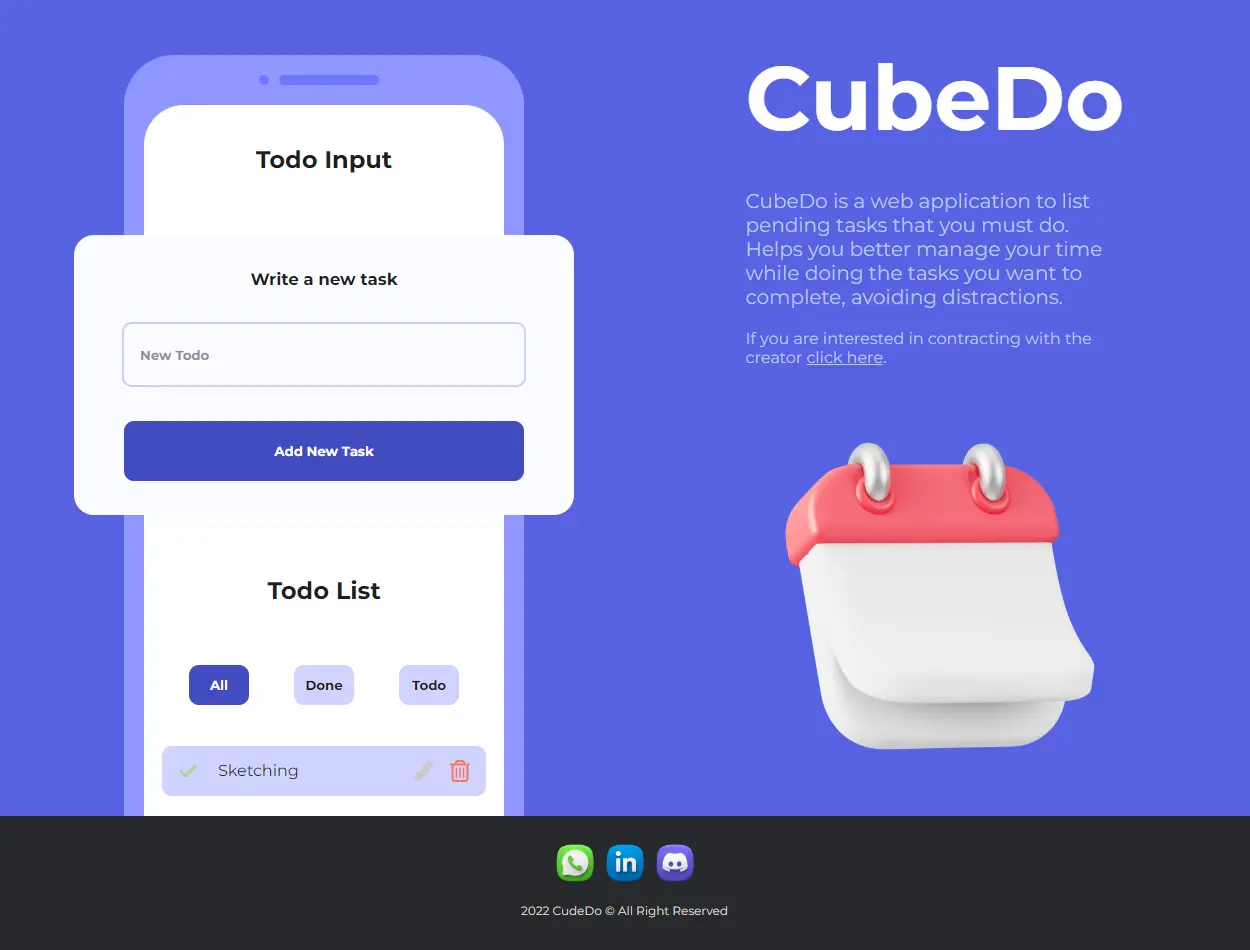 Todo Input
Write a new task
New Todo
Add New Task
Todo List
All
Done
Todo
Sketching
CubeDo
CubeDo is a web application to list
pending tasks that you must do.
Helps you better manage your time
while doing the tasks you want to
complete, avoiding distractions.
If you are interested in contracting with the
creator click here.
in
2022 CudeDo © All Right Reserved